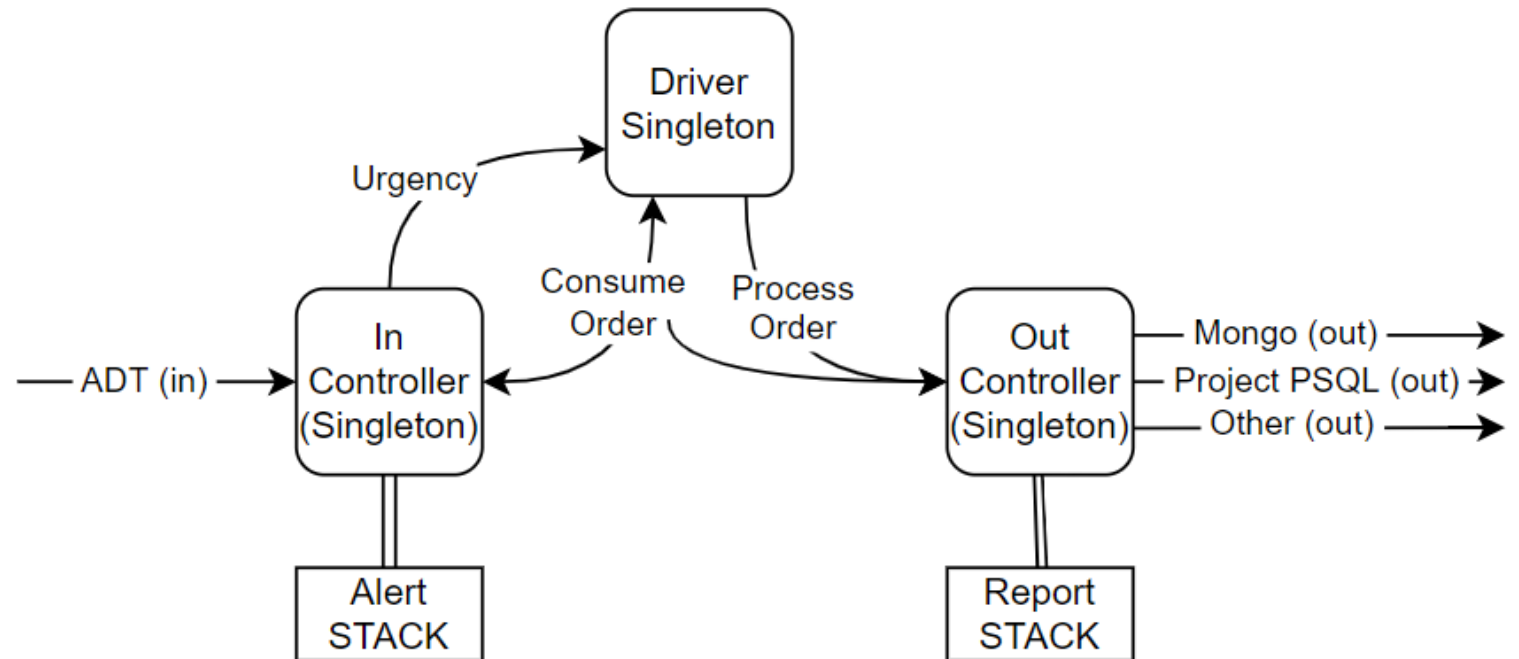 Driver
Singleton
Urgency
Consume
Order
Process
Order
ADT (in)
In
Controller
(Singleton)
Out
Controller
(Singleton)
Mongo (out)
Project PSQL (out)
Other (out)
Alert
STACK
Report
STACK